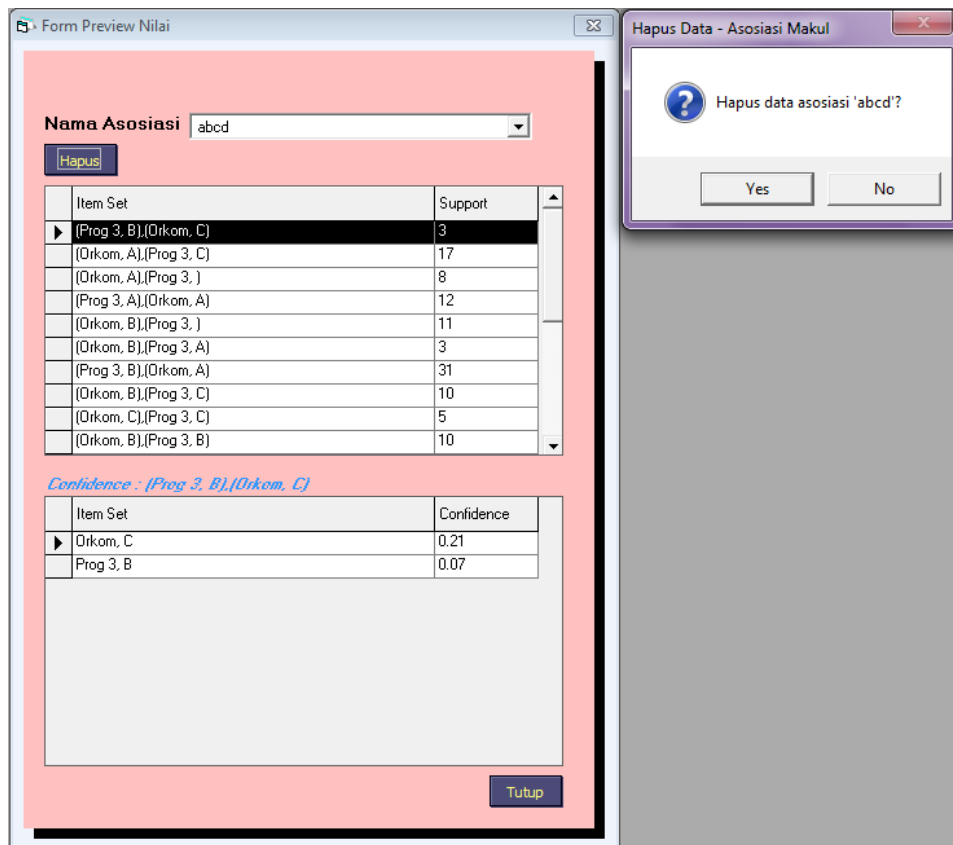 Form Preview Nilai
Nama Asosiasi abcd
Hapus
Item Set Support
(Prog 3, B),(Orkom, C) 3
(Orkom, A),(Prog 3, C) 17
(Orkom, A),(Prog 3, ) 8
(Prog 3, A),(Orkom, A) 12
(Orkom, B),(Prog 3, ) 11
(Orkom, B),(Prog 3, A) 3
(Prog 3, B),(Orkom, A) 31
(Orkom, B),(Prog 3, C) 10
(Orkom, C),(Prog 3, C) 5
(Orkom, B),(Prog 3, B) 10
Confidence : (Prog 3, B),(Orkom, C)
Item Set Confidence
Orkom, C 0.21
Prog 3, B 0.07
Tutup
Hapus Data - Asosiasi Makul
Hapus data asosiasi 'abcd'?
Yes No